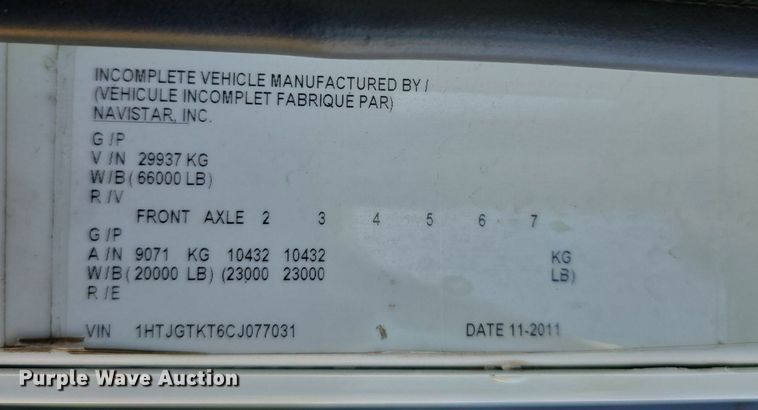 INCOMPLETE VEHICLE MANUFACTURED BY /
(VÉHICULE INCOMPLET FABRIQUÉ PAR)
NAVISTAR, INC.
G /P
V /N 29937 KG
W/B ( 66000 LB)
R /V
FRONT AXLE 2 3 4 5 6 7
G /P
A /N 9071 KG 10432 10432 KG
W/B ( 20000 LB) (23000 23000 LB)
R /E
VIN 1HTJGTKT6CJ077031 DATE 11-2011
Purple Wave Auction